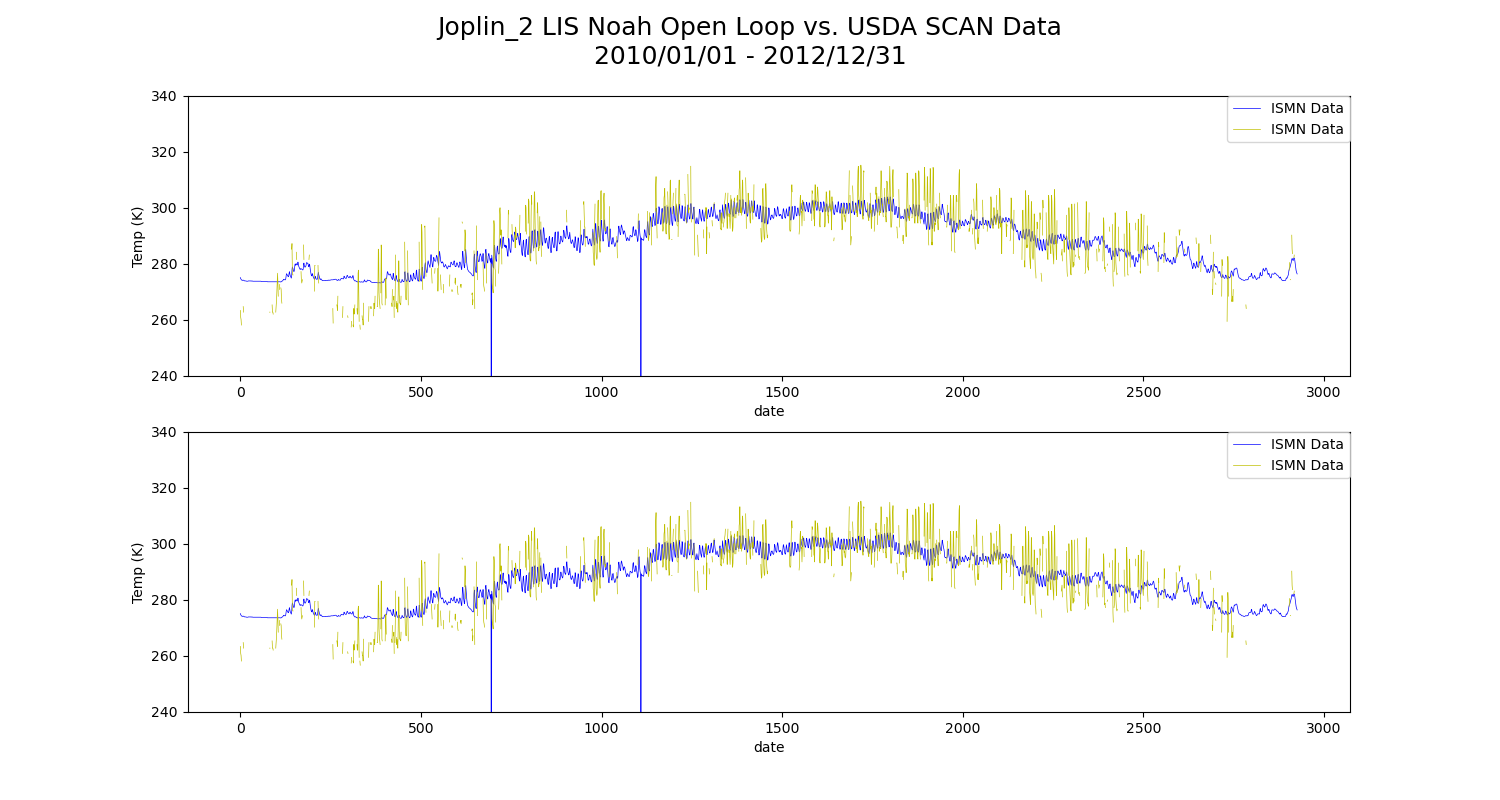 Joplin_2 LIS Noah Open Loop vs. USDA SCAN Data
2010/01/01 - 2012/12/31
340
320
300
280
260
240
Temp (K)
ISMN Data
ISMN Data
0 500 1000 1500 2000 2500 3000
date
340
320
300
280
260
240
Temp (K)
ISMN Data
ISMN Data
0 500 1000 1500 2000 2500 3000
date